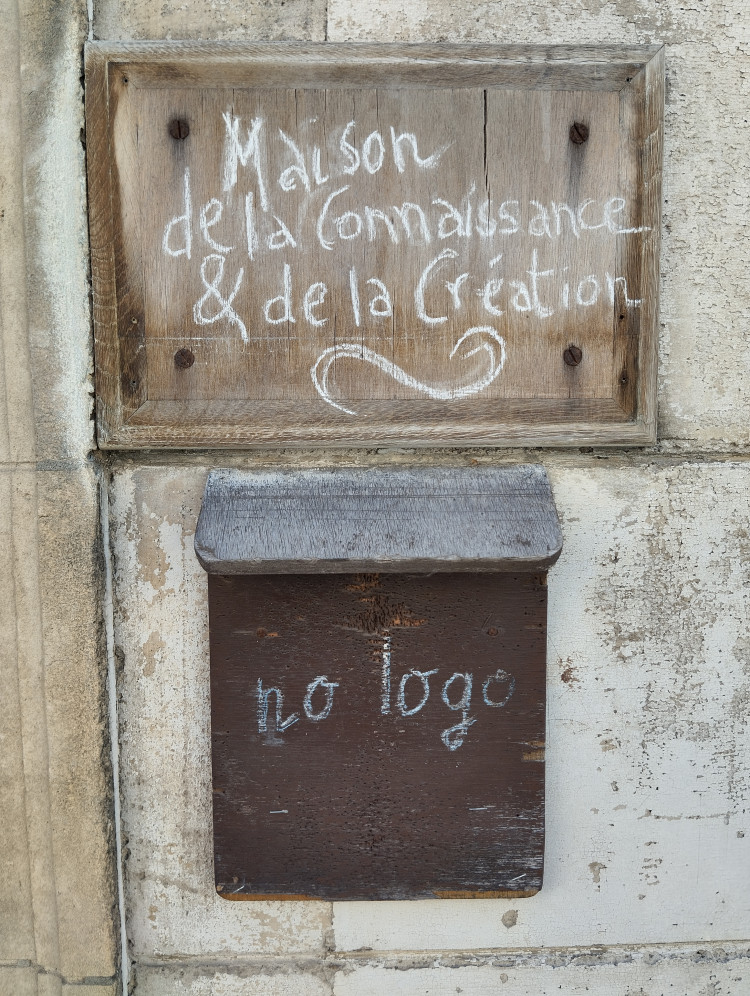 Maison
de la Connaissance
& de la Création
no logo